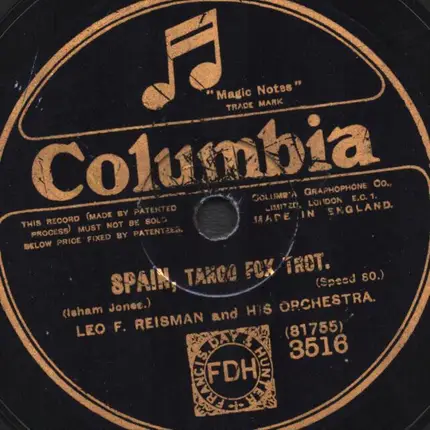 "Magic Notes"
TRADE MARK
Columbia
THIS RECORD (MADE BY PATENTED
PROCESS) MUST NOT BE SOLD
BELOW PRICE FIXED BY PATENTEES.
COLUMBIA GRAPHOPHONE CO.,
LIMITED, LONDON E.C. 1.
MADE IN ENGLAND.
SPAIN, TANGO FOX TROT.
(Isham Jones.)
(Speed 80.)
LEO F. REISMAN and HIS ORCHESTRA.
(81755)
3516
FRANCIS DAY & HUNTER
FDH